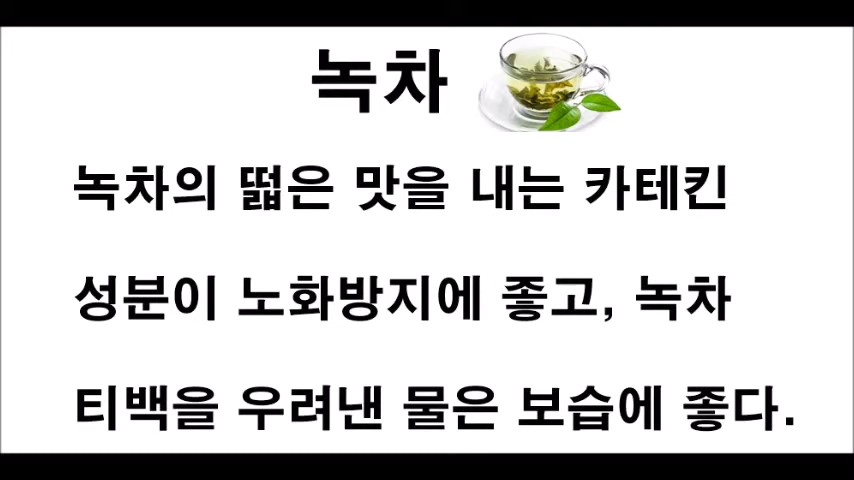 녹차
녹차의 떫은 맛을 내는 카테킨
성분이 노화방지에 좋고, 녹차
티백을 우려낸 물은 보습에 좋다.